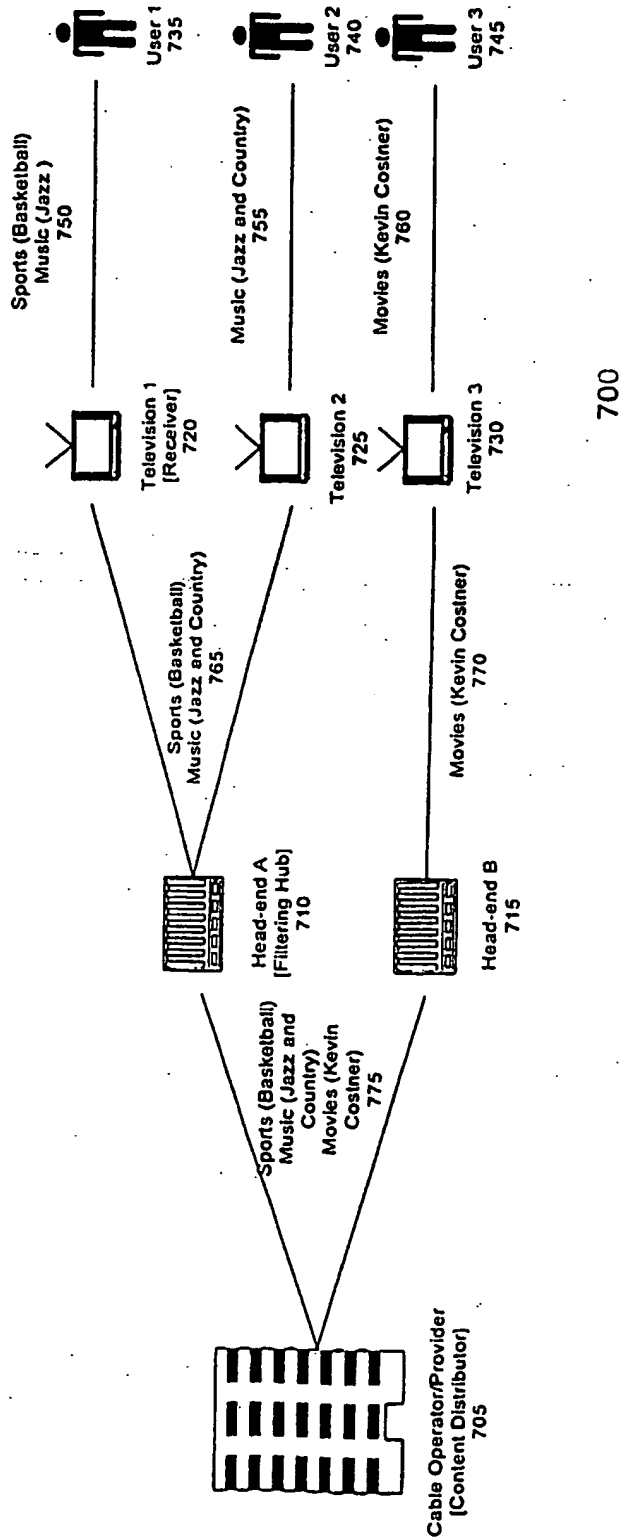 Cable Operator/Provider
[Content Distributor]
705
Sports (Basketball)
Music (Jazz and
Country)
Movies (Kevin
Costner)
775
Head-end A
[Filtering Hub]
710
Head-end B
715
Sports (Basketball)
Music (Jazz and Country)
765
Movies (Kevin Costner)
770
Television 1
[Receiver]
720
Television 2
725
Television 3
730
Sports (Basketball)
Music (Jazz )
750
Music (Jazz and Country)
755
Movies (Kevin Costner)
760
User 1
735
User 2
740
User 3
745
700